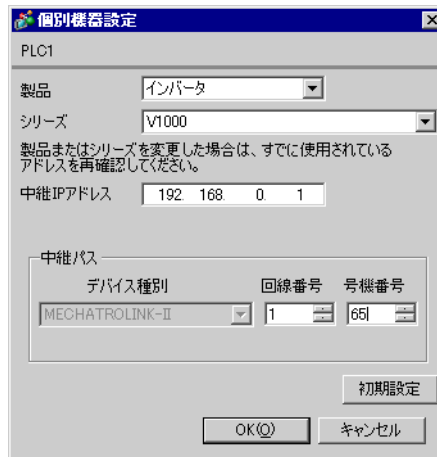 個別機器設定
PLC1
製品 インバータ
シリーズ V1000
製品またはシリーズを変更した場合は、すでに使用されている
アドレスを再確認してください。
中継IPアドレス 192. 168. 0. 1
中継パス
デバイス種別 回線番号 号機番号
MECHATROLINK-II 1 65
初期設定
OK(O) キャンセル